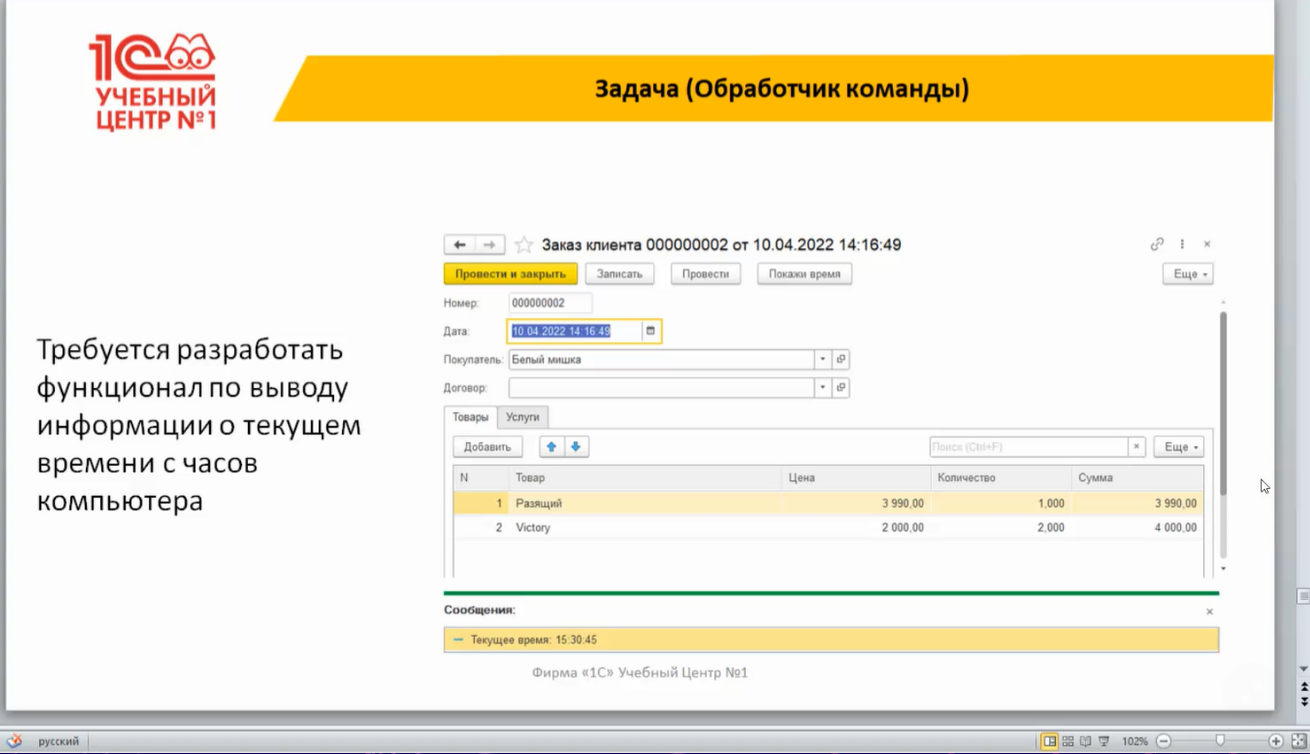 1С
УЧЕБНЫЙ
ЦЕНТР №1
Задача (Обработчик команды)
Требуется разработать
функционал по выводу
информации о текущем
времени с часов
компьютера
Заказ клиента 000000002 от 10.04.2022 14:16:49
Провести и закрыть Записать Провести Покажи время Еще
Номер: 000000002
Дата: 10.04.2022 14:16:49
Покупатель: Белый мишка
Договор:
Товары Услуги
Добавить Поиск (Ctrl+F) × Еще
N Товар Цена Количество Сумма
1 Разящий 3 990,00 1,000 3 990,00
2 Victory 2 000,00 2,000 4 000,00
Сообщения:
Текущее время: 15:30:45
Фирма «1С» Учебный Центр №1
русский 102%